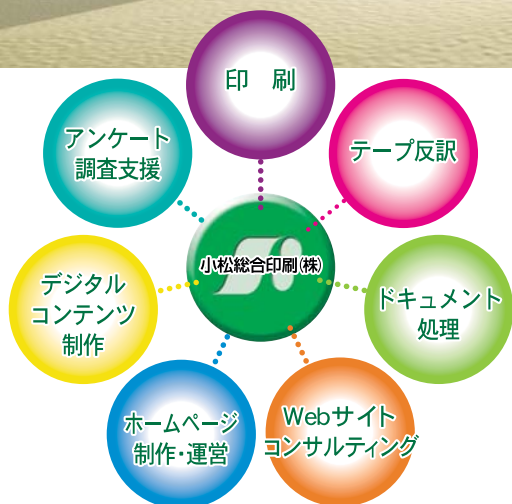 印　刷
テープ反訳
ドキュメント
処理
Webサイト
コンサルティング
ホームページ
制作・運営
デジタル
コンテンツ
制作
アンケート
調査支援
小松総合印刷(株)